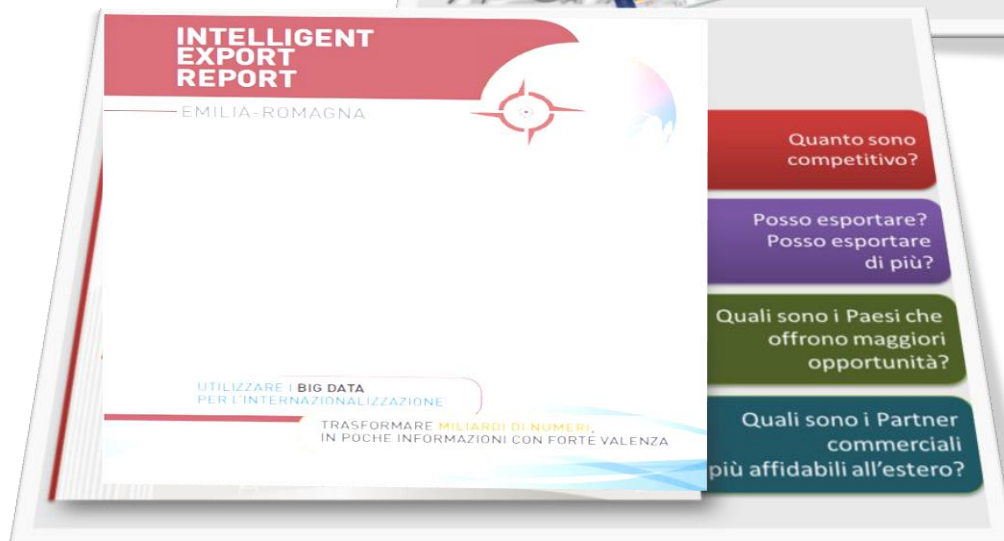 INTELLIGENT
EXPORT
REPORT
EMILIA-ROMAGNA
UTILIZZARE I BIG DATA
PER L'INTERNAZIONALIZZAZIONE
TRASFORMARE MILIARDI DI NUMERI,
IN POCHE INFORMAZIONI CON FORTE VALENZA
Quanto sono
competitivo?
Posso esportare?
Posso esportare
di più?
Quali sono i Paesi che
offrono maggiori
opportunità?
Quali sono i Partner
commerciali
più affidabili all'estero?